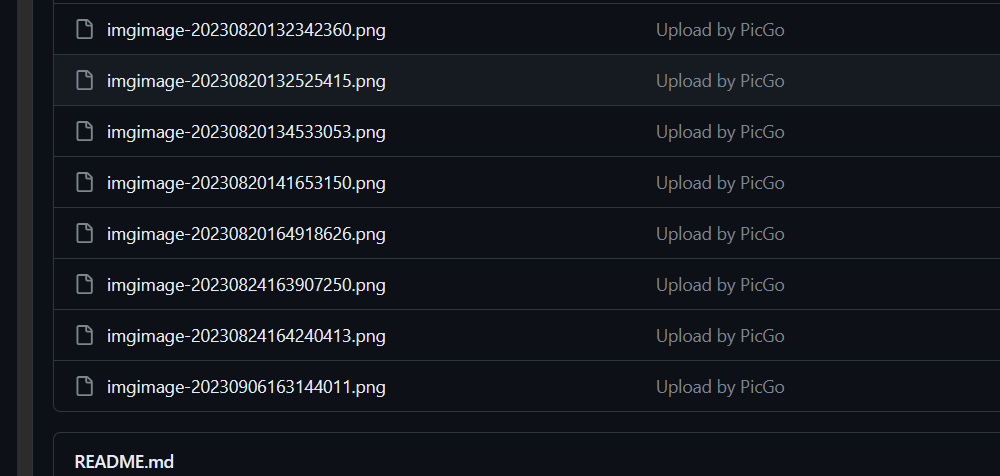 imgimage-20230820132342360.png Upload by PicGo
imgimage-20230820132525415.png Upload by PicGo
imgimage-20230820134533053.png Upload by PicGo
imgimage-20230820141653150.png Upload by PicGo
imgimage-20230820164918626.png Upload by PicGo
imgimage-20230824163907250.png Upload by PicGo
imgimage-20230824164240413.png Upload by PicGo
imgimage-20230906163144011.png Upload by PicGo
README.md